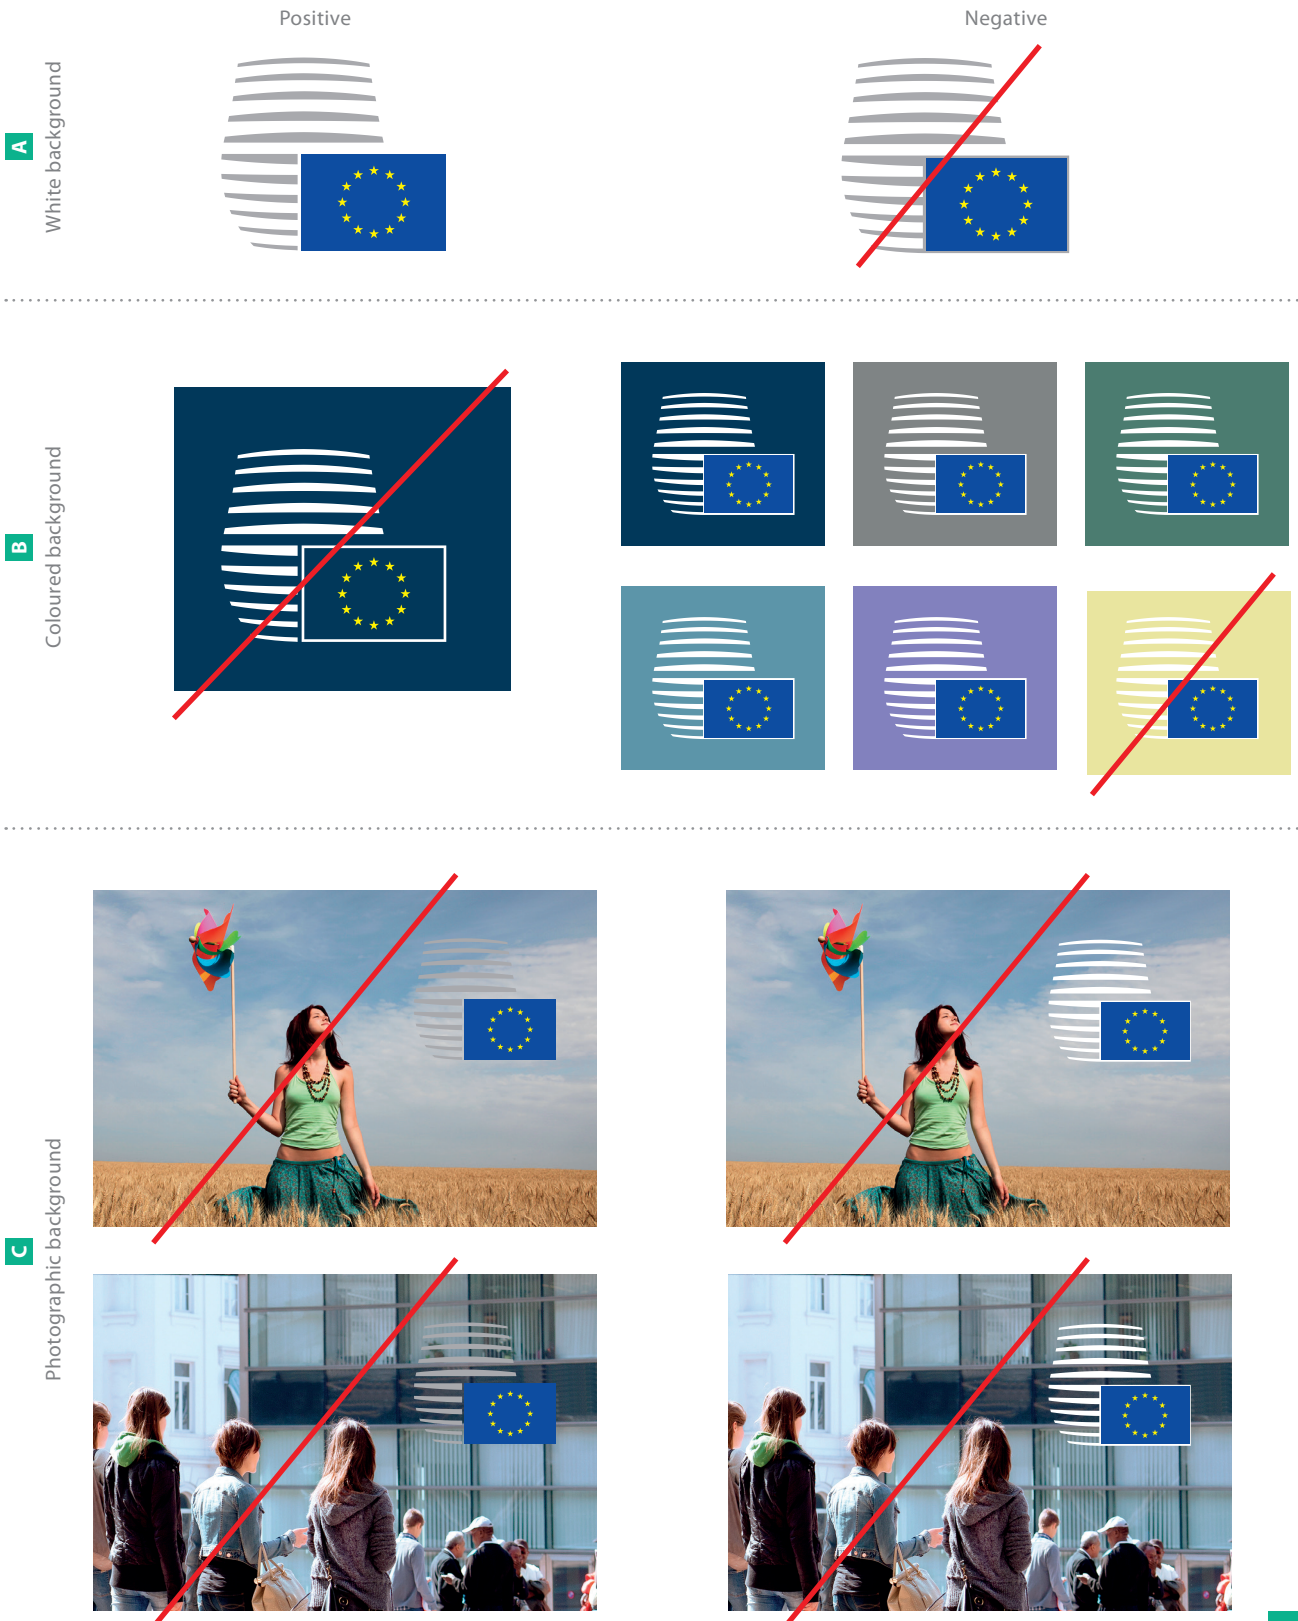 Positive
Negative
A
White background
B
Coloured background
C
Photographic background